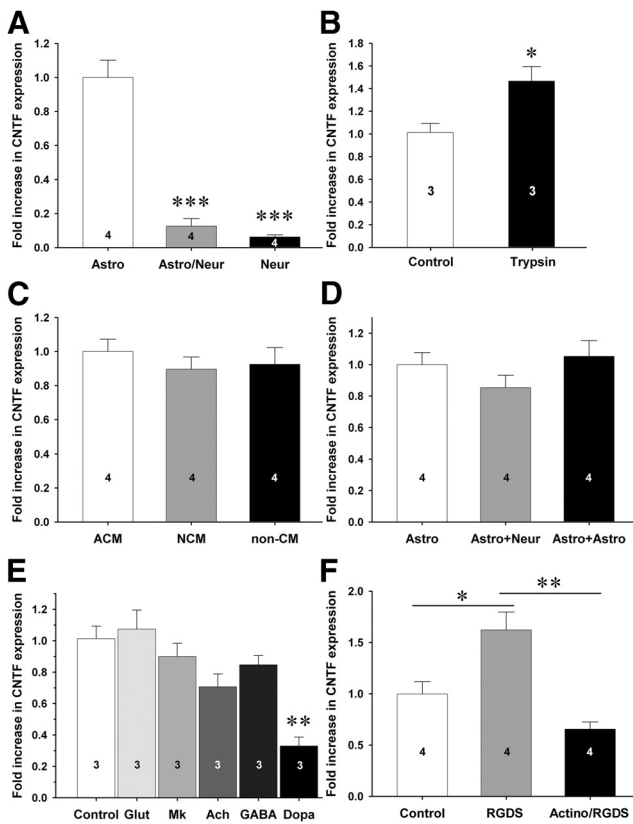 A
Fold increase in CNTF expression
1.2
1.0
0.8
0.6
0.4
0.2
0.0
***
***
4
4
4
Astro
Astro/Neur
Neur
B
Fold increase in CNTF expression
1.8
1.6
1.4
1.2
1.0
0.8
0.6
0.4
0.2
0.0
*
3
3
Control
Trypsin
C
Fold increase in CNTF expression
1.2
1.0
0.8
0.6
0.4
0.2
0.0
4
4
4
ACM
NCM
non-CM
D
Fold increase in CNTF expression
1.2
1.0
0.8
0.6
0.4
0.2
0.0
4
4
4
Astro
Astro+Neur
Astro+Astro
E
Fold increase in CNTF expression
1.2
1.0
0.8
0.6
0.4
0.2
0.0
**
3
3
3
3
3
3
Control
Glut
Mk
Ach
GABA
Dopa
F
Fold increase in CNTF expression
2.0
1.5
1.0
0.5
0.0
*
**
4
4
4
Control
RGDS
Actino/RGDS